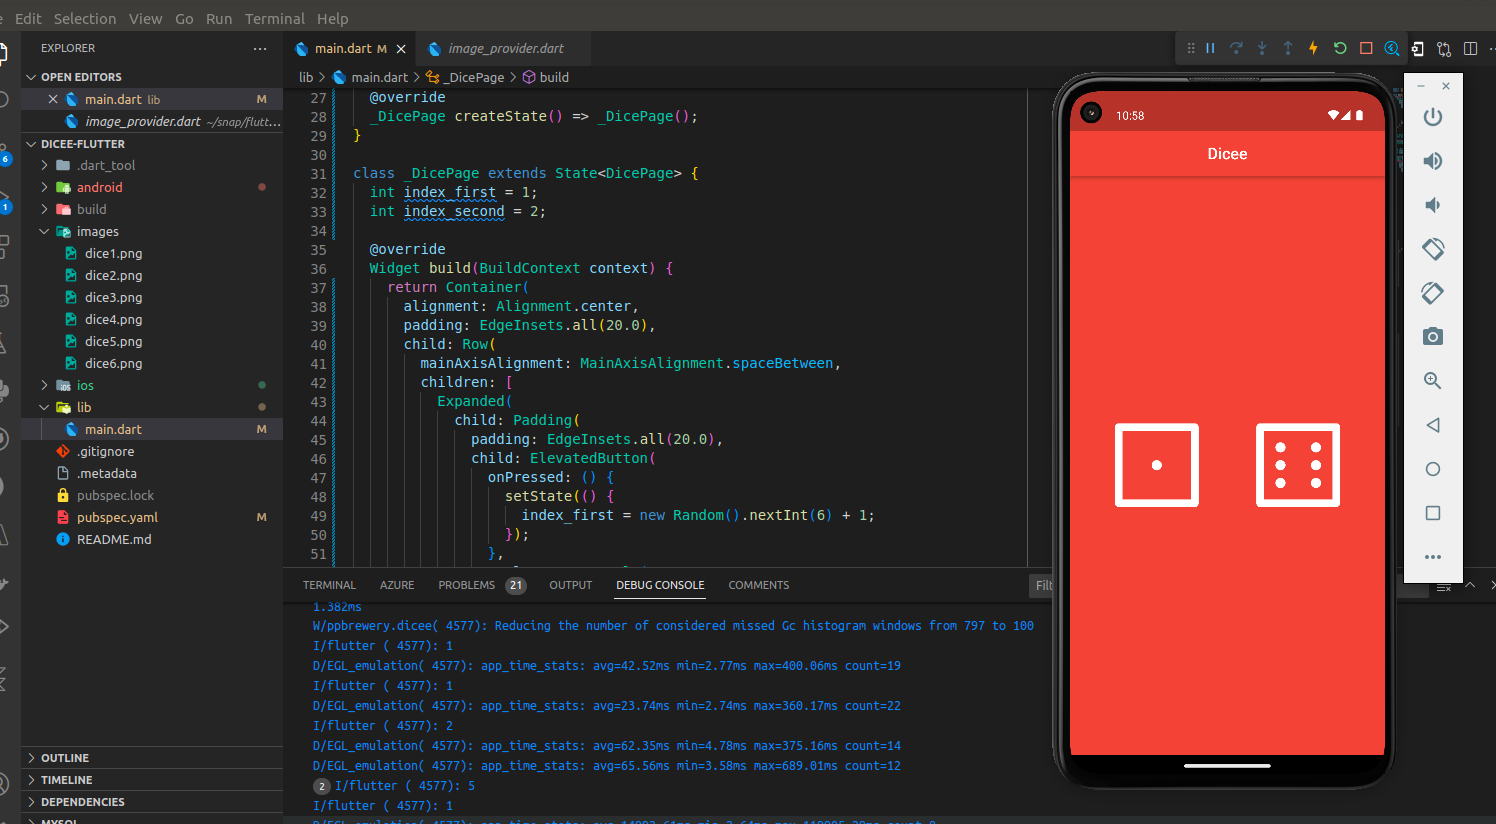 Edit Selection View Go Run Terminal Help
EXPLORER
OPEN EDITORS
main.dart lib M
image_provider.dart ~/snap/flutt...
DICEE-FLUTTER
.dart_tool
android
build
images
dice1.png
dice2.png
dice3.png
dice4.png
dice5.png
dice6.png
ios
lib
main.dart M
.gitignore
.metadata
pubspec.lock
pubspec.yaml M
README.md
OUTLINE
TIMELINE
DEPENDENCIES
MYSQL
6
1
main.dart M
image_provider.dart
lib > main.dart > _DicePage > build
27 @override
28 _DicePage createState() => _DicePage();
29 }
30
31 class _DicePage extends State<DicePage> {
32 int index_first = 1;
33 int index_second = 2;
34
35 @override
36 Widget build(BuildContext context) {
37 return Container(
38 alignment: Alignment.center,
39 padding: EdgeInsets.all(20.0),
40 child: Row(
41 mainAxisAlignment: MainAxisAlignment.spaceBetween,
42 children: [
43 Expanded(
44 child: Padding(
45 padding: EdgeInsets.all(20.0),
46 child: ElevatedButton(
47 onPressed: () {
48 setState(() {
49 index_first = new Random().nextInt(6) + 1;
50 });
51 },
TERMINAL AZURE PROBLEMS 21 OUTPUT DEBUG CONSOLE COMMENTS
Filt
1.382ms
W/ppbrewery.dicee( 4577): Reducing the number of considered missed Gc histogram windows from 797 to 100
I/flutter ( 4577): 1
D/EGL_emulation( 4577): app_time_stats: avg=42.52ms min=2.77ms max=400.06ms count=19
I/flutter ( 4577): 1
D/EGL_emulation( 4577): app_time_stats: avg=23.74ms min=2.74ms max=360.17ms count=22
I/flutter ( 4577): 2
D/EGL_emulation( 4577): app_time_stats: avg=62.35ms min=4.78ms max=375.16ms count=14
D/EGL_emulation( 4577): app_time_stats: avg=65.56ms min=3.58ms max=689.01ms count=12
2 I/flutter ( 4577): 5
I/flutter ( 4577): 1
10:58
Dicee